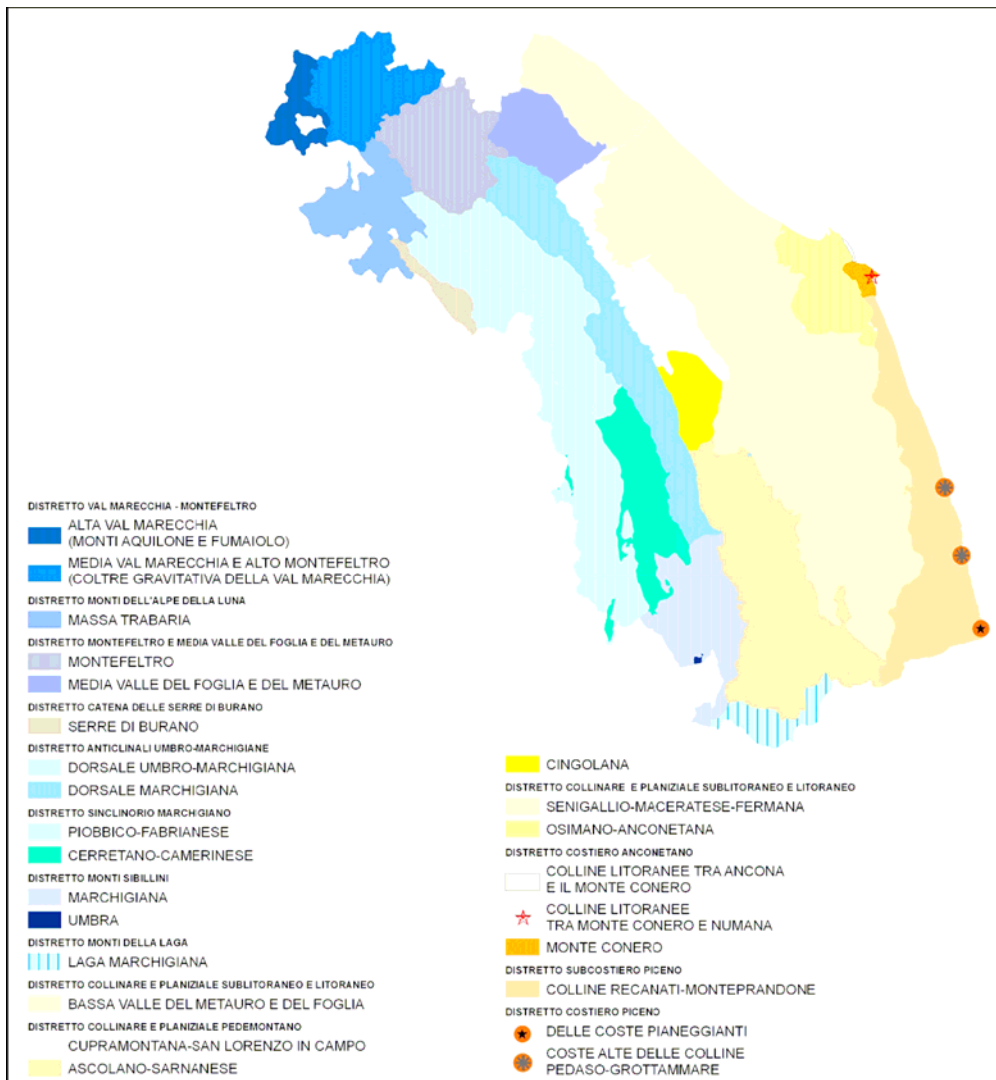 DISTRETTO VAL MARECCHIA - MONTEFELTRO
ALTA VAL MARECCHIA
(MONTI AQUILONE E FUMAIOLO)
MEDIA VAL MARECCHIA E ALTO MONTEFELTRO
(COLTRE GRAVITATIVA DELLA VAL MARECCHIA)
DISTRETTO MONTI DELL'ALPE DELLA LUNA
MASSA TRABARIA
DISTRETTO MONTEFELTRO E MEDIA VALLE DEL FOGLIA E DEL METAURO
MONTEFELTRO
MEDIA VALLE DEL FOGLIA E DEL METAURO
DISTRETTO CATENA DELLE SERRE DI BURANO
SERRE DI BURANO
DISTRETTO ANTICLINALI UMBRO-MARCHIGIANE
DORSALE UMBRO-MARCHIGIANA
DORSALE MARCHIGIANA
DISTRETTO SINCLINORIO MARCHIGIANO
PIOBBICO-FABRIANESE
CERRETANO-CAMERINESE
DISTRETTO MONTI SIBILLINI
MARCHIGIANA
UMBRA
DISTRETTO MONTI DELLA LAGA
LAGA MARCHIGIANA
DISTRETTO COLLINARE E PLANIZIALE SUBLITORANEO E LITORANEO
BASSA VALLE DEL METAURO E DEL FOGLIA
DISTRETTO COLLINARE E PLANIZIALE PEDEMONTANO
CUPRAMONTANA-SAN LORENZO IN CAMPO
ASCOLANO-SARNANESE
CINGOLANA
DISTRETTO COLLINARE E PLANIZIALE SUBLITORANEO E LITORANEO
SENIGALLIO-MACERATESE-FERMANA
OSIMANO-ANCONETANA
DISTRETTO COSTIERO ANCONETANO
COLLINE LITORANEE TRA ANCONA
E IL MONTE CONERO
COLLINE LITORANEE
TRA MONTE CONERO E NUMANA
MONTE CONERO
DISTRETTO SUBCOSTIERO PICENO
COLLINE RECANATI-MONTEPRANDONE
DISTRETTO COSTIERO PICENO
DELLE COSTE PIANEGGIANTI
COSTE ALTE DELLE COLLINE
PEDASO-GROTTAMMARE